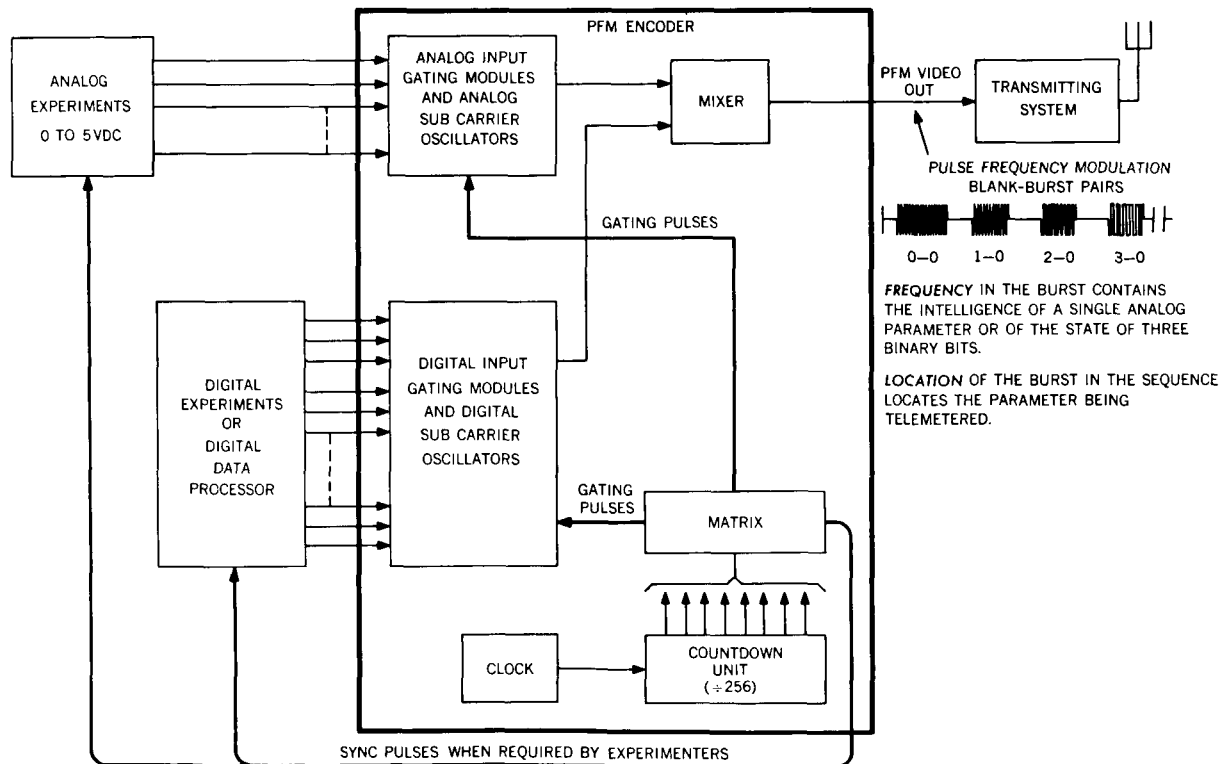 PFM ENCODER
ANALOG
EXPERIMENTS
0 TO 5VDC
ANALOG INPUT
GATING MODULES
AND ANALOG
SUB CARRIER
OSCILLATORS
MIXER
PFM VIDEO
OUT
TRANSMITTING
SYSTEM
PULSE FREQUENCY MODULATION
BLANK-BURST PAIRS
0—0 1—0 2—0 3—0
FREQUENCY IN THE BURST CONTAINS
THE INTELLIGENCE OF A SINGLE ANALOG
PARAMETER OR OF THE STATE OF THREE
BINARY BITS.
LOCATION OF THE BURST IN THE SEQUENCE
LOCATES THE PARAMETER BEING
TELEMETERED.
GATING PULSES
DIGITAL
EXPERIMENTS
OR
DIGITAL
DATA
PROCESSOR
DIGITAL INPUT
GATING MODULES
AND DIGITAL
SUB CARRIER
OSCILLATORS
GATING
PULSES
MATRIX
CLOCK
COUNTDOWN
UNIT
(÷256)
SYNC PULSES WHEN REQUIRED BY EXPERIMENTERS